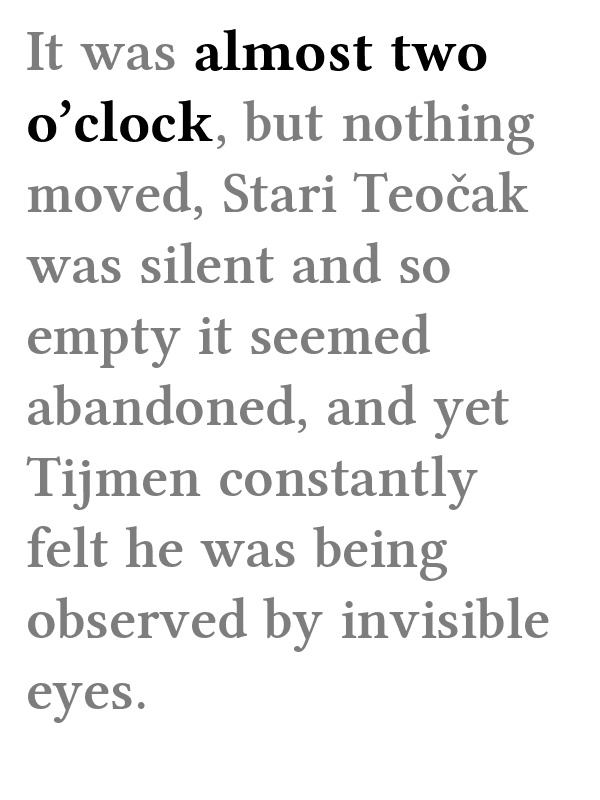 It was almost two
o’clock, but nothing
moved, Stari Teočak
was silent and so
empty it seemed
abandoned, and yet
Tijmen constantly
felt he was being
observed by invisible
eyes.